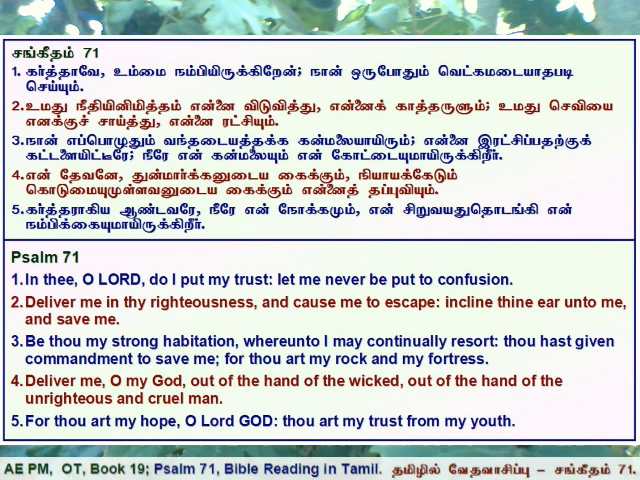 சங்கீதம் 71
1. கர்த்தாவே, உம்மை நம்பியிருக்கிறேன்; நான் ஒருபோதும் வெட்கமடையாதபடி
செய்யும்.
2.உமது நீதியினிமித்தம் என்னை விடுவித்து, என்னைக் காத்தருளும்; உமது செவியை
எனக்குச் சாய்த்து, என்னை ரட்சியும்.
3.நான் எப்பொழுதும் வந்தடையத்தக்க கன்மலையாயிரும்; என்னை இரட்சிப்பதற்குக்
கட்டளையிட்டீரே; நீரே என் கன்மலையும் என் கோட்டையுமாயிருக்கிறீர்.
4.என் தேவனே, துன்மார்க்கனுடைய கைக்கும், நியாயக்கேடும்
கொடுமையுமுள்ளவனுடைய கைக்கும் என்னைத் தப்புவியும்.
5.கர்த்தராகிய ஆண்டவரே, நீரே என் நோக்கமும், என் சிறுவயதுதொடங்கி என்
நம்பிக்கையுமாயிருக்கிறீர்.
Psalm 71
1.In thee, O LORD, do I put my trust: let me never be put to confusion.
2.Deliver me in thy righteousness, and cause me to escape: incline thine ear unto me,
and save me.
3.Be thou my strong habitation, whereunto I may continually resort: thou hast given
commandment to save me; for thou art my rock and my fortress.
4.Deliver me, O my God, out of the hand of the wicked, out of the hand of the
unrighteous and cruel man.
5.For thou art my hope, O Lord GOD: thou art my trust from my youth.
AE PM, OT, Book 19; Psalm 71, Bible Reading in Tamil. தமிழில் வேதவாசிப்பு – சங்கீதம் 71.